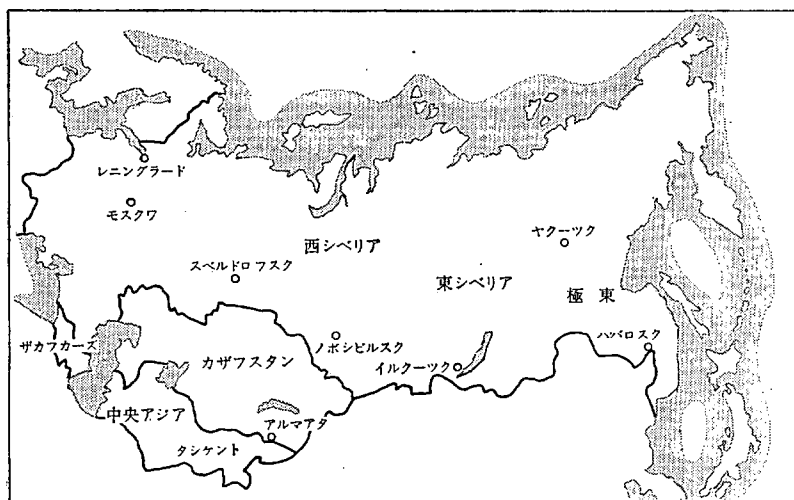 レニングラード
モスクワ
西シベリア
ヤクーツク
スベルドロフスク
東シベリア
極東
ザカフカーズ
カザフスタン
ノボシビルスク
イルクーツク
ハバロスク
中央アジア
アルマアタ
タシケント